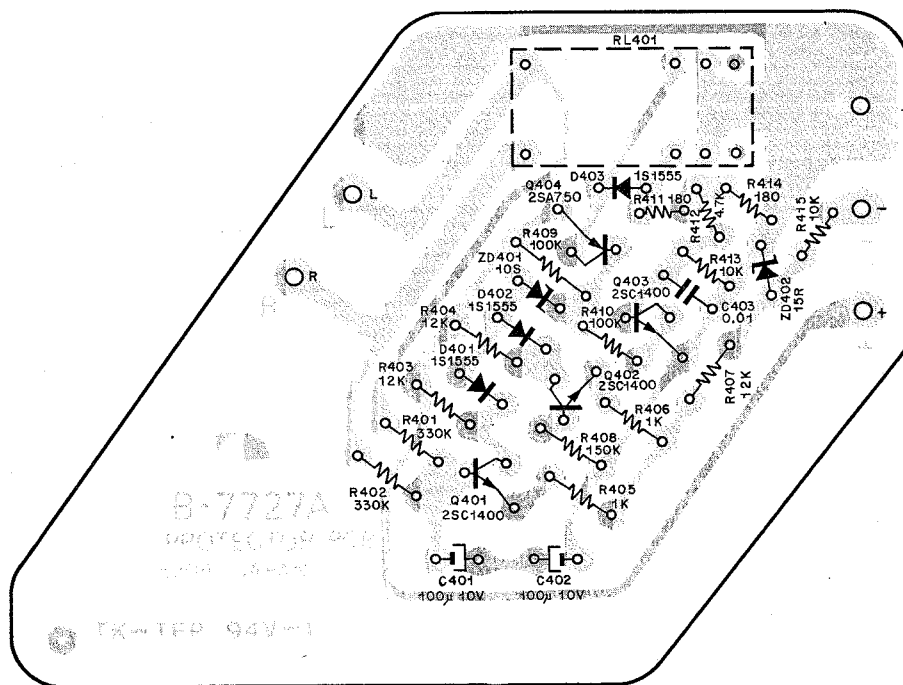 RL401
L
R
D403
1S1555
Q404
2SA750
R411 180
R412
4.7K
R414
180
R415
10K
-
R409
100K
ZD401
10S
D402
1S1555
Q403
2SC1400
R413
10K
C403
0.01
ZD402
15R
+
R404
12K
R410
100K
D401
1S1555
R403
12K
Q402
2SC1400
R407
12K
R401
330K
R406
1K
R408
150K
R402
330K
Q401
2SC1400
R405
1K
B-7727A
C401
100μ 10V
C402
100μ 10V
94V-